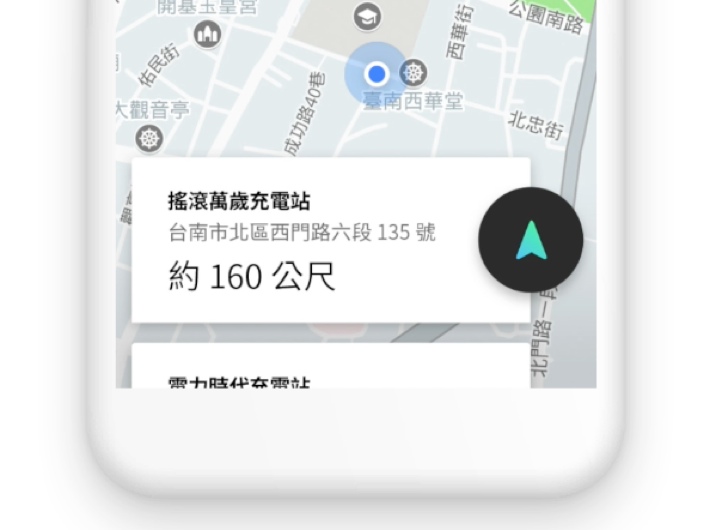 開基玉皇宮
公園南路
西華街
佑民街
成功路40巷
大觀音亭
臺南西華堂
北忠街
搖滾萬歲充電站
台南市北區西門路六段 135 號
約 160 公尺
北門路一段
電力時代充電站